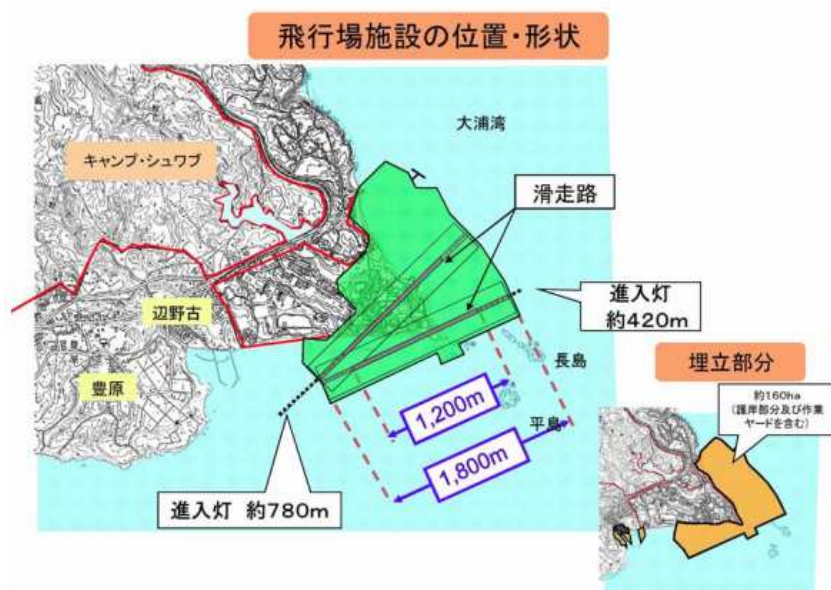 飛行場施設の位置・形状
大浦湾
キャンプ・シュワブ
滑走路
進入灯
約420m
辺野古
豊原
長島
平島
1,200m
1,800m
進入灯 約780m
埋立部分
約160ha
(護岸部分及び作業
ヤードを含む)